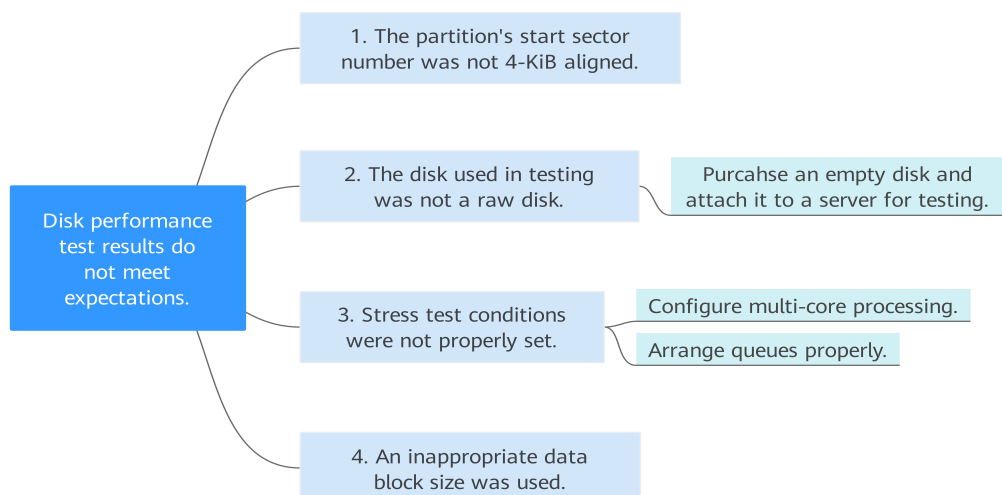 Disk performance
test results do
not meet
expectations.
1. The partition's start sector
number was not 4-KiB aligned.
2. The disk used in testing
was not a raw disk.
Purcahse an empty disk and
attach it to a server for testing.
3. Stress test conditions
were not properly set.
Configure multi-core processing.
Arrange queues properly.
4. An inappropriate data
block size was used.